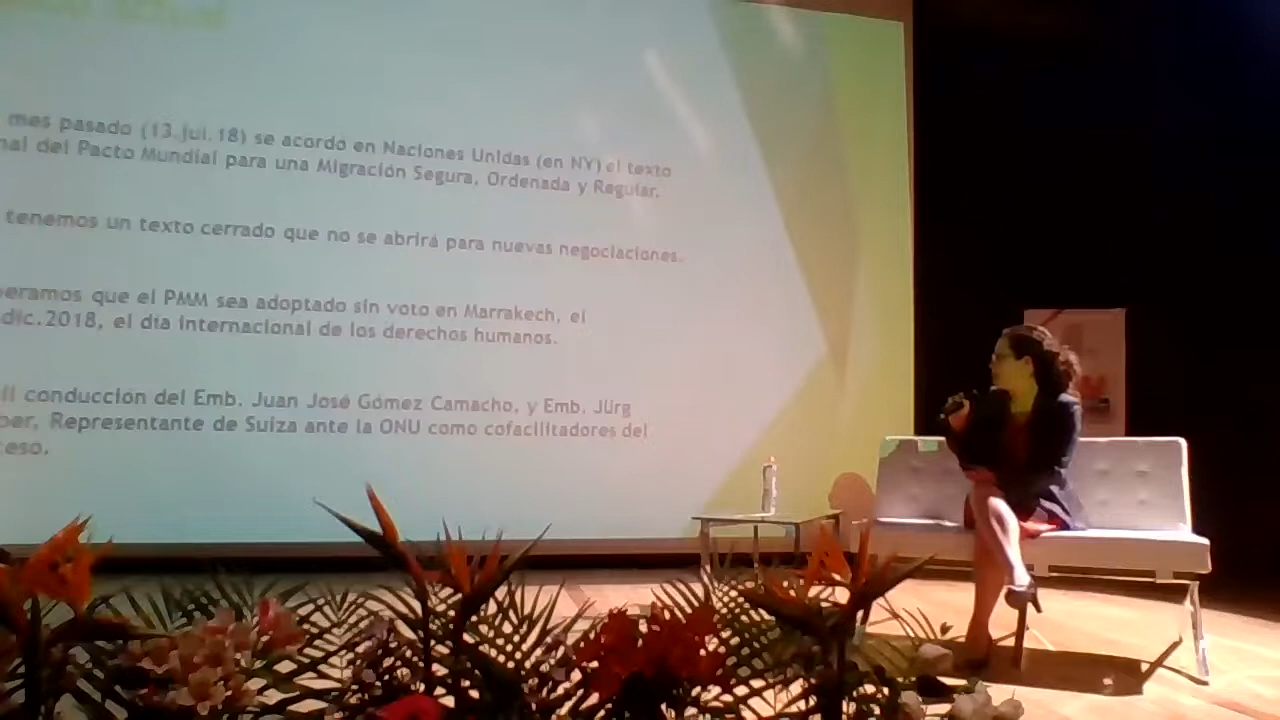 mes pasado (13.jul.18) se acordó en Naciones Unidas (en NY) el texto
nal del Pacto Mundial para una Migración Segura, Ordenada y Regular.
tenemos un texto cerrado que no se abrirá para nuevas negociaciones.
eramos que el PMM sea adoptado sin voto en Marrakech, el
dic.2018, el día internacional de los derechos humanos.
conducción del Emb. Juan José Gómez Camacho, y Emb. Jürg
ber, Representante de Suiza ante la ONU como cofacilitadores del
eso.